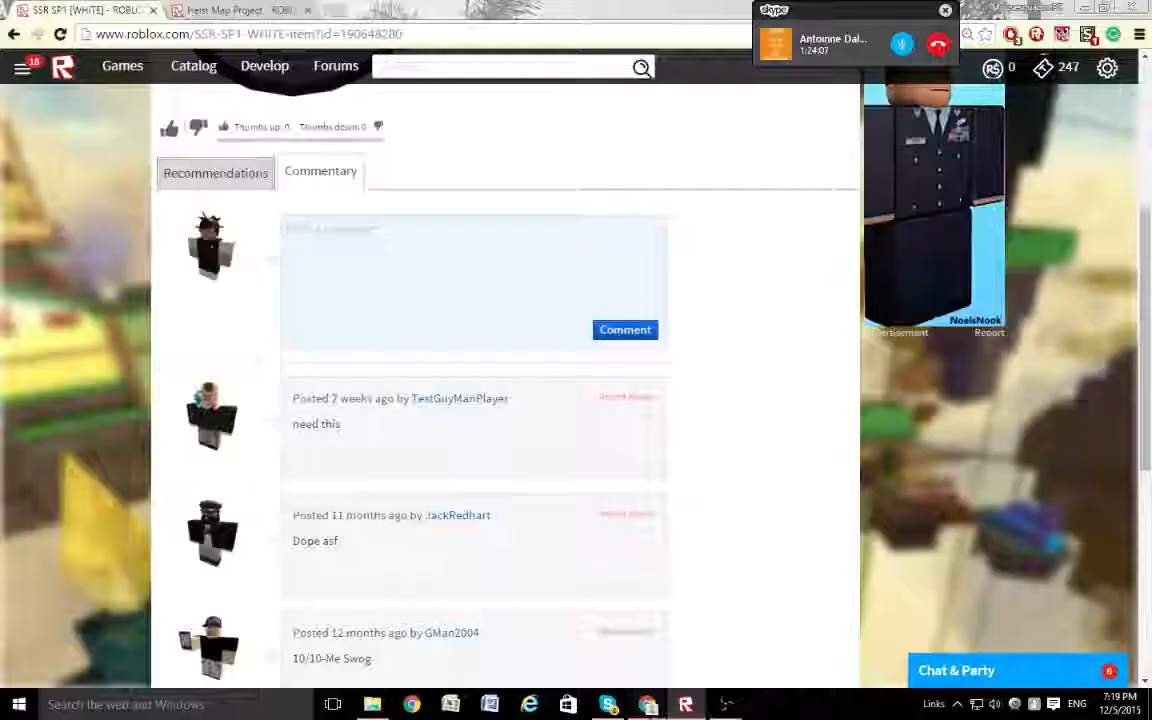 SSR SP1 [WHITE] - ROBLO
Heist Map Project - ROBL
www.roblox.com/SSR-SP1-WHITE-item?id=190648280
skype
Antoinne Dal...
1:24:07
18
Games
Catalog
Develop
Forums
R$ 0
247
Thumbs up: 0
Thumbs down: 0
Recommendations
Commentary
Comment
NoelsNook
Report
Posted 2 weeks ago by TestGuyManPlayer
need this
Posted 11 months ago by JackRedhart
Dope asf
Posted 12 months ago by GMan2004
10/10-Me Swog
Chat & Party
6
Search the web and Windows
Links
ENG
7:19 PM
12/5/2015